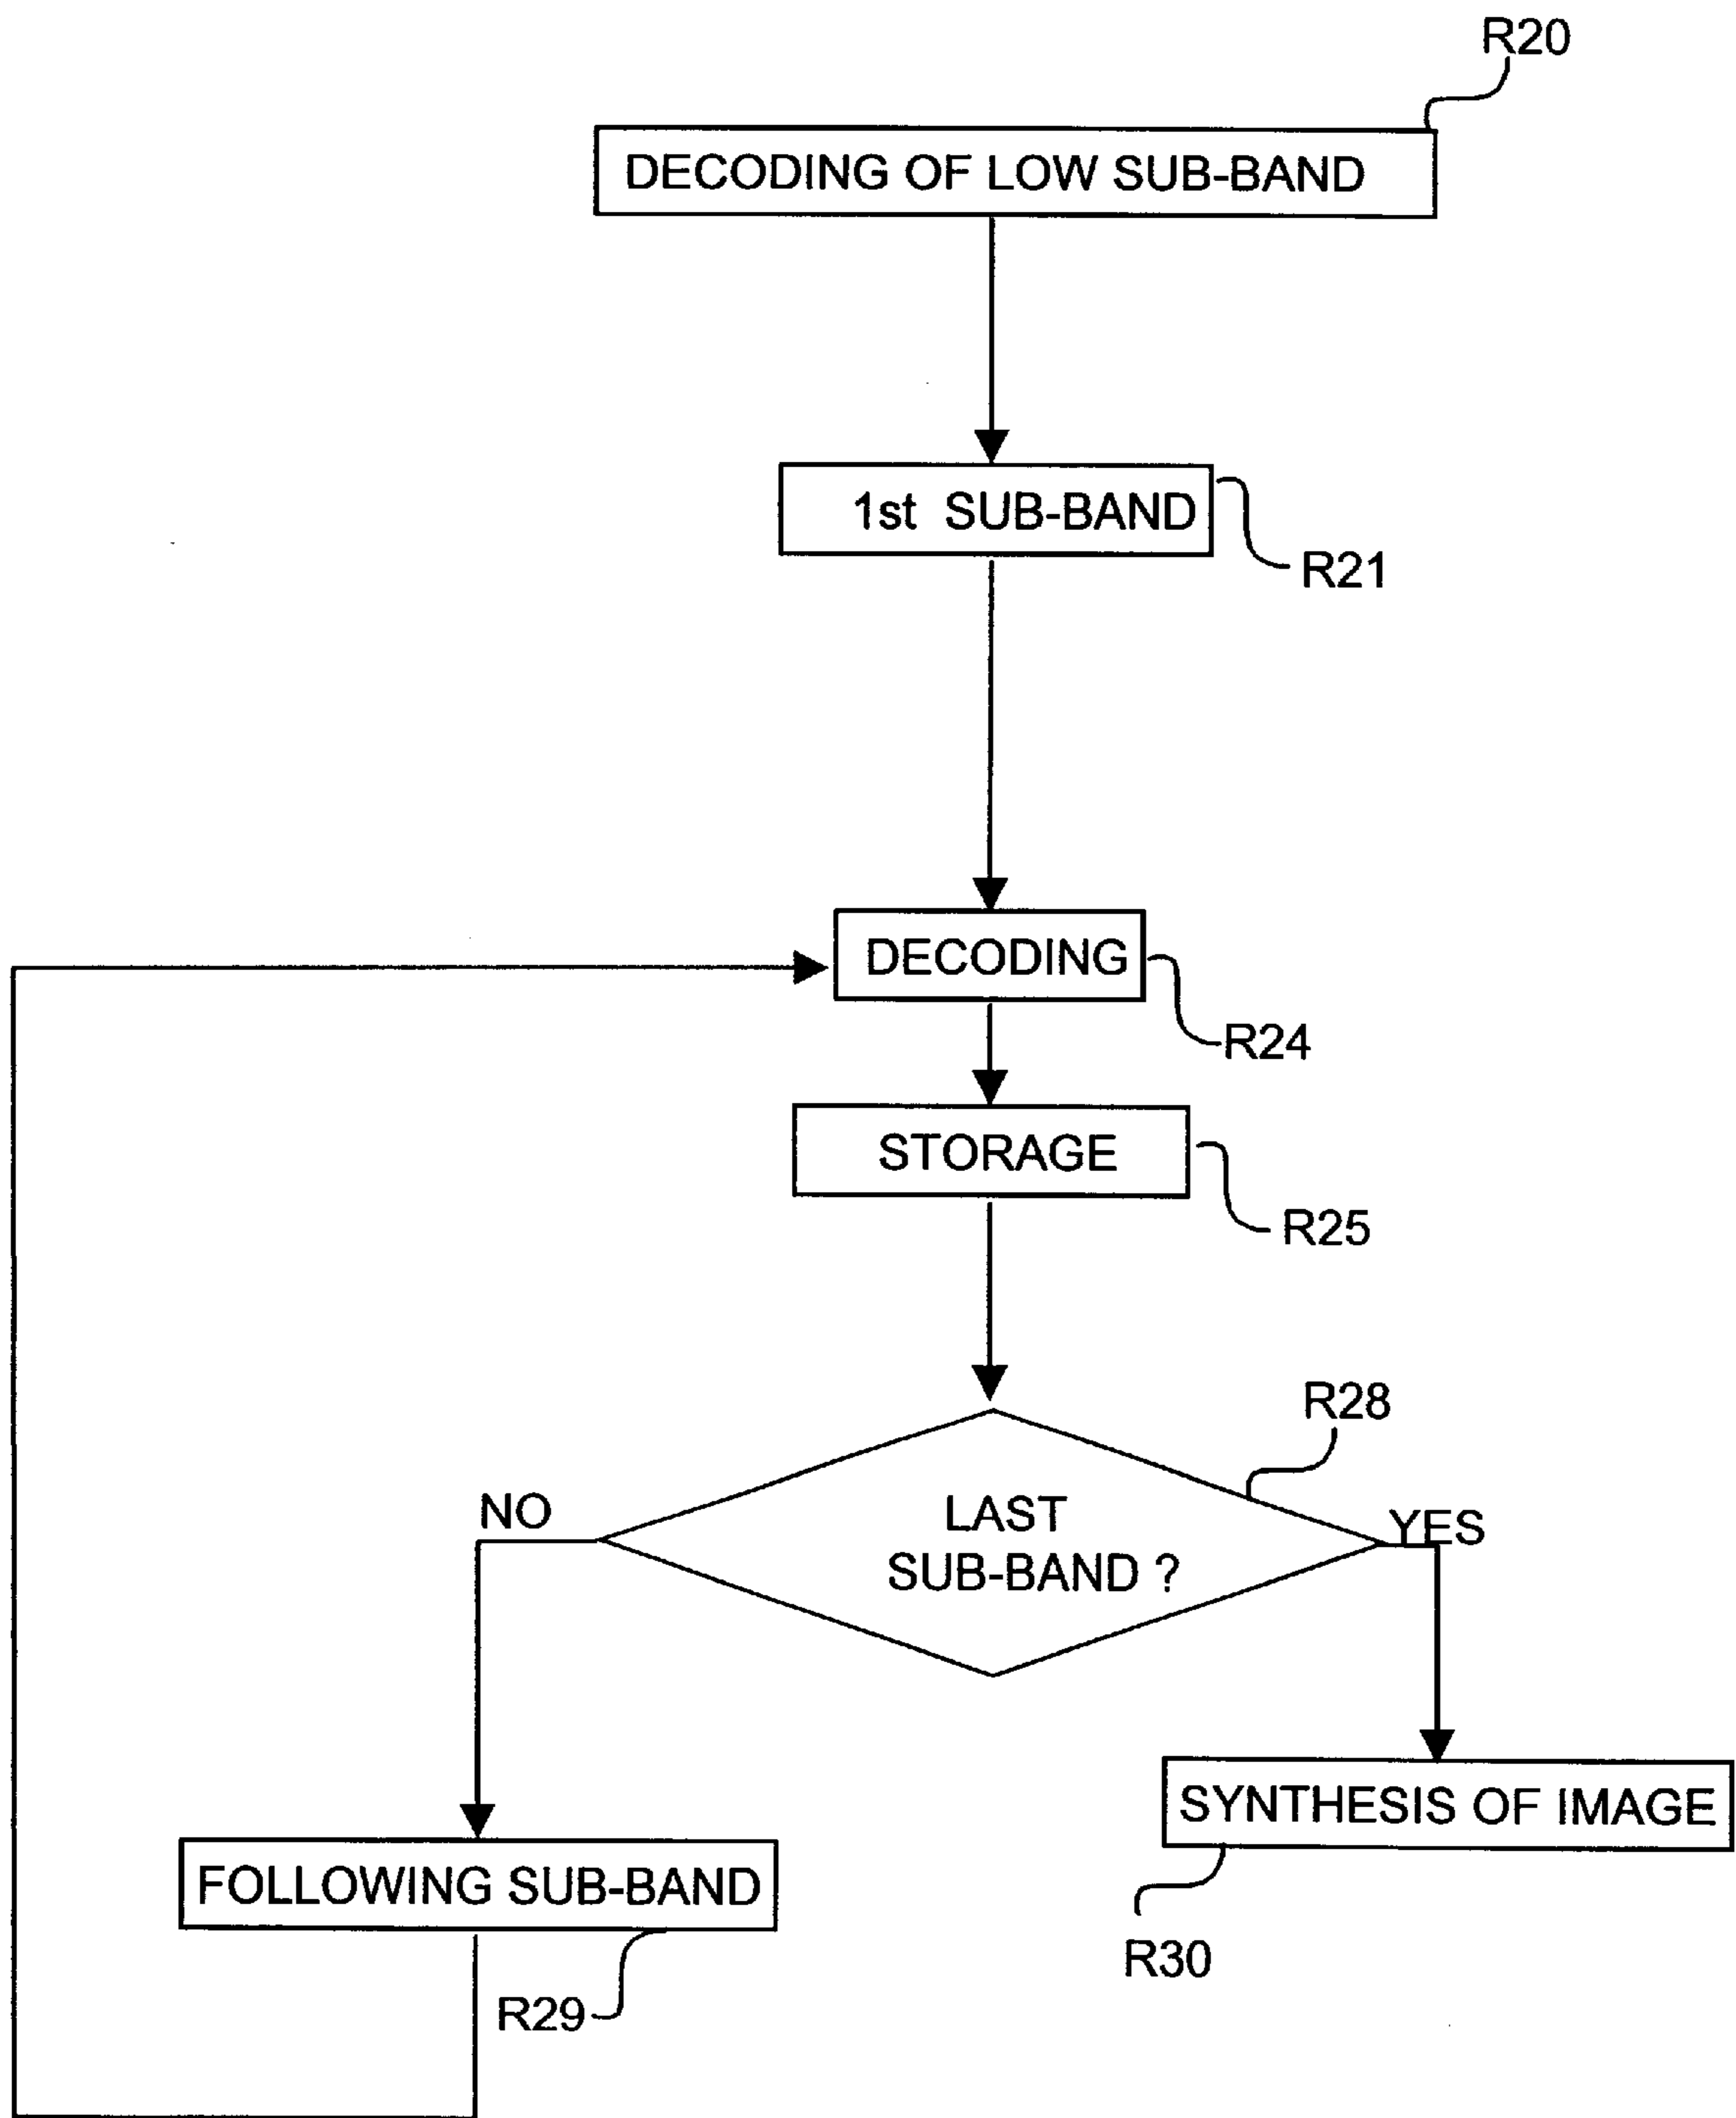 R20
DECODING OF LOW SUB-BAND
1st SUB-BAND
R21
DECODING
R24
STORAGE
R25
R28
NO
LAST
YES
SUB-BAND ?
SYNTHESIS OF IMAGE
FOLLOWING SUB-BAND
R30
R29